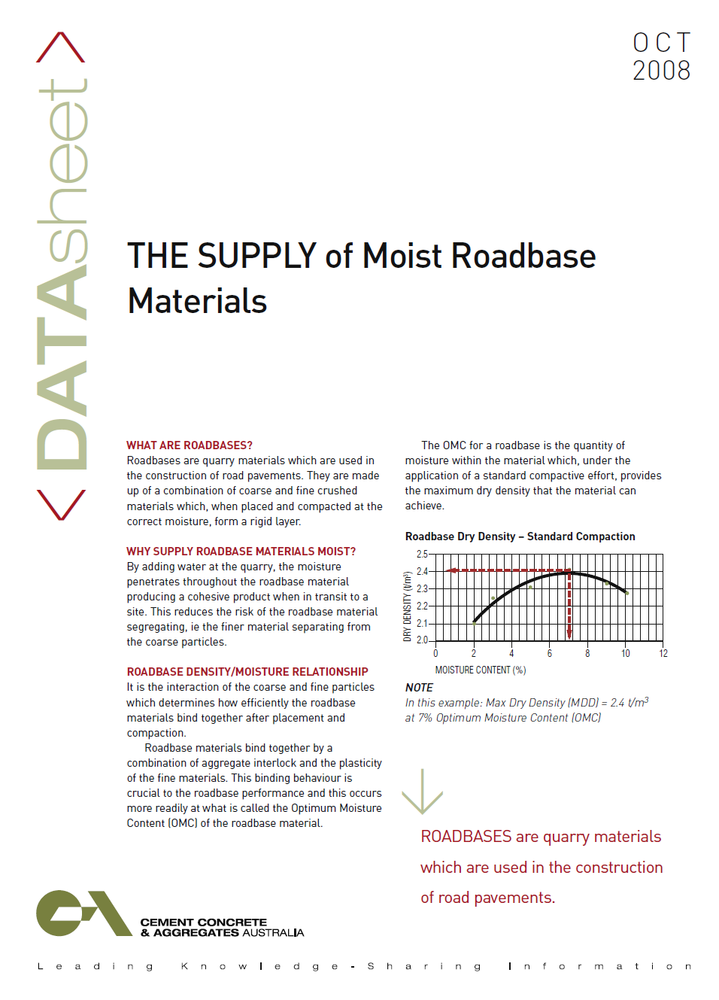 OCT
2008
<DATAsheet>
THE SUPPLY of Moist Roadbase
Materials
WHAT ARE ROADBASES?
Roadbases are quarry materials which are used in
the construction of road pavements. They are made
up of a combination of coarse and fine crushed
materials which, when placed and compacted at the
correct moisture, form a rigid layer.
WHY SUPPLY ROADBASE MATERIALS MOIST?
By adding water at the quarry, the moisture
penetrates throughout the roadbase material
producing a cohesive product when in transit to a
site. This reduces the risk of the roadbase material
segregating, ie the finer material separating from
the coarse particles.
ROADBASE DENSITY/MOISTURE RELATIONSHIP
It is the interaction of the coarse and fine particles
which determines how efficiently the roadbase
materials bind together after placement and
compaction.
Roadbase materials bind together by a
combination of aggregate interlock and the plasticity
of the fine materials. This binding behaviour is
crucial to the roadbase performance and this occurs
more readily at what is called the Optimum Moisture
Content (OMC) of the roadbase material.
The OMC for a roadbase is the quantity of
moisture within the material which, under the
application of a standard compactive effort, provides
the maximum dry density that the material can
achieve.
Roadbase Dry Density – Standard Compaction
DRY DENSITY (t/m³)
2.5
2.4
2.3
2.2
2.1
2.0
0 2 4 6 8 10 12
MOISTURE CONTENT (%)
NOTE
In this example: Max Dry Density (MDD) = 2.4 t/m³
at 7% Optimum Moisture Content (OMC)
ROADBASES are quarry materials
which are used in the construction
of road pavements.
CEMENT CONCRETE
& AGGREGATES AUSTRALIA
Leading Knowledge-Sharing Information